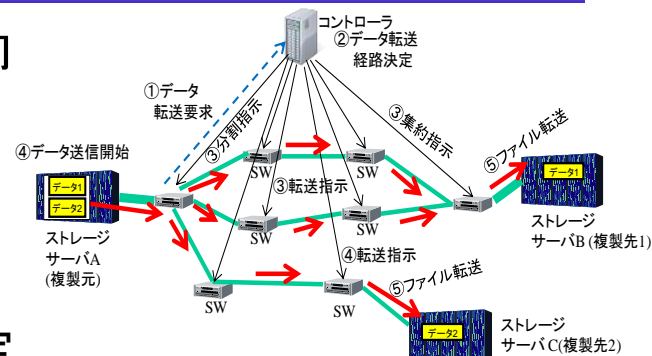 コントローラ
②データ転送
経路決定
①データ
転送要求
③分割指示
③集約指示
④データ送信開始
⑤ファイル転送
データ1
データ2
SW
SW
③転送指示
データ1
ストレージ
サーバA
(複製元)
SW
SW
ストレージ
サーバB (複製先1)
④転送指示
⑤ファイル転送
SW
SW
データ2
ストレージ
サーバ C(複製先2)